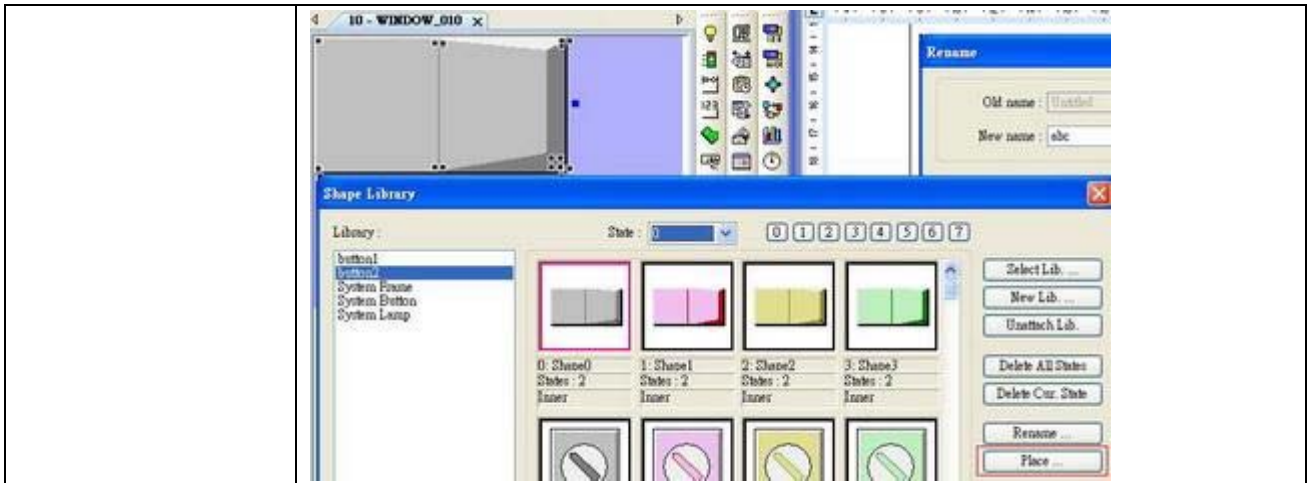 10 - WINDOW_010
Rename
Old name : Untitled
New name : abc
Shape Library
Library :
State : 0
0 1 2 3 4 5 6 7
button1
button2
System Frame
System Button
System Lamp
Select Lib. ...
New Lib. ...
Unattach Lib.
0: Shape0
1: Shape1
2: Shape2
3: Shape3
States : 2
States : 2
States : 2
States : 2
Inner
Inner
Inner
Inner
Delete All States
Delete Cur. State
Rename ...
Place ...